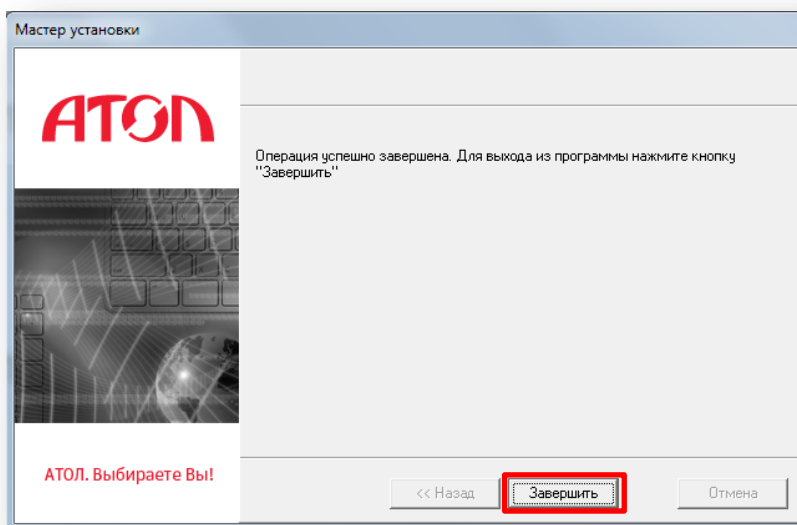 Мастер установки
АТОЛ
Операция успешно завершена. Для выхода из программы нажмите кнопку
"Завершить"
АТОЛ. Выбираете Вы!
<< Назад
Завершить
Отмена